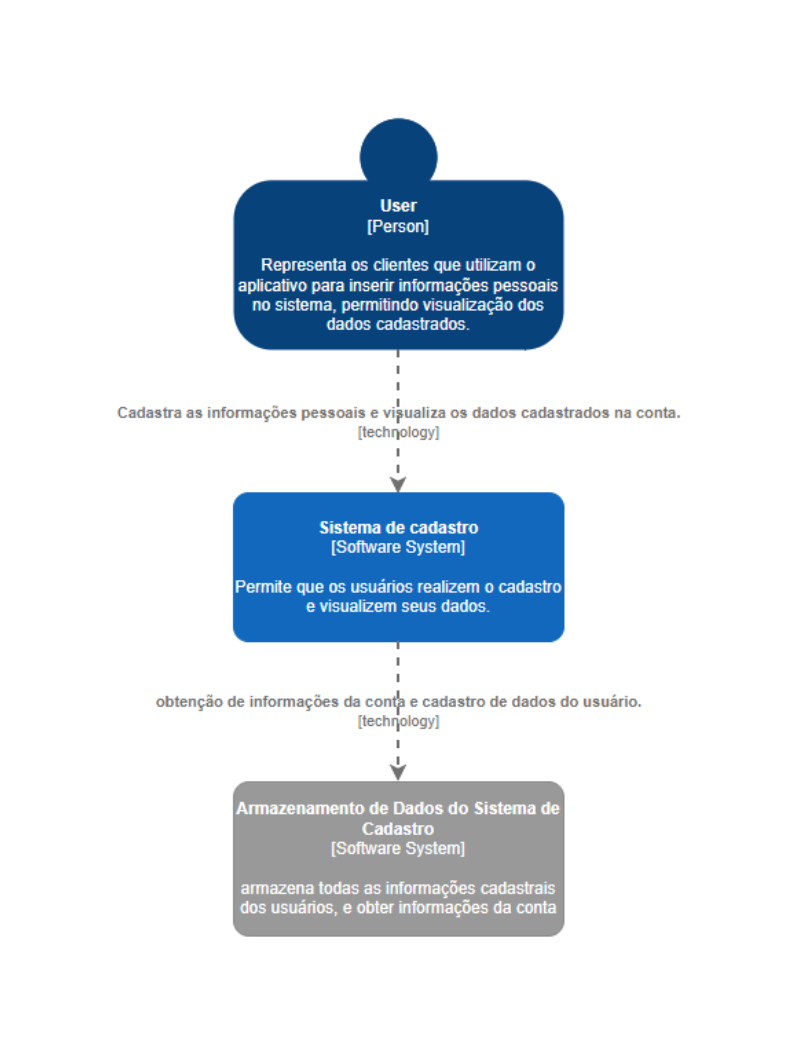 User
[Person]
Representa os clientes que utilizam o
aplicativo para inserir informações pessoais
no sistema, permitindo visualização dos
dados cadastrados.
Cadastra as informações pessoais e visualiza os dados cadastrados na conta.
[technology]
Sistema de cadastro
[Software System]
Permite que os usuários realizem o cadastro
e visualizem seus dados.
obtenção de informações da conta e cadastro de dados do usuário.
[technology]
Armazenamento de Dados do Sistema de
Cadastro
[Software System]
armazena todas as informações cadastrais
dos usuários, e obter informações da conta